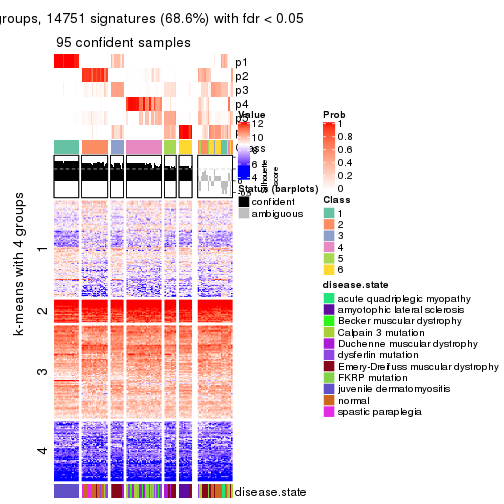 groups, 14751 signatures (68.6%) with fdr < 0.05
95 confident samples
p1
p2
p3
p4
Class
Silhouette
score
k-means with 4 groups
1
2
3
4
disease.state
Value
12
10
8
6
4
Status (barplots)
confident
ambiguous
Prob
1
0.8
0.6
0.4
0.2
0
Class
1
2
3
4
5
6
disease.state
acute quadriplegic myopathy
amyotophic lateral sclerosis
Becker muscular dystrophy
Calpain 3 mutation
Duchenne muscular dystrophy
dysferlin mutation
Emery-Dreifuss muscular dystrophy
FKRP mutation
juvenile dermatomyositis
normal
spastic paraplegia